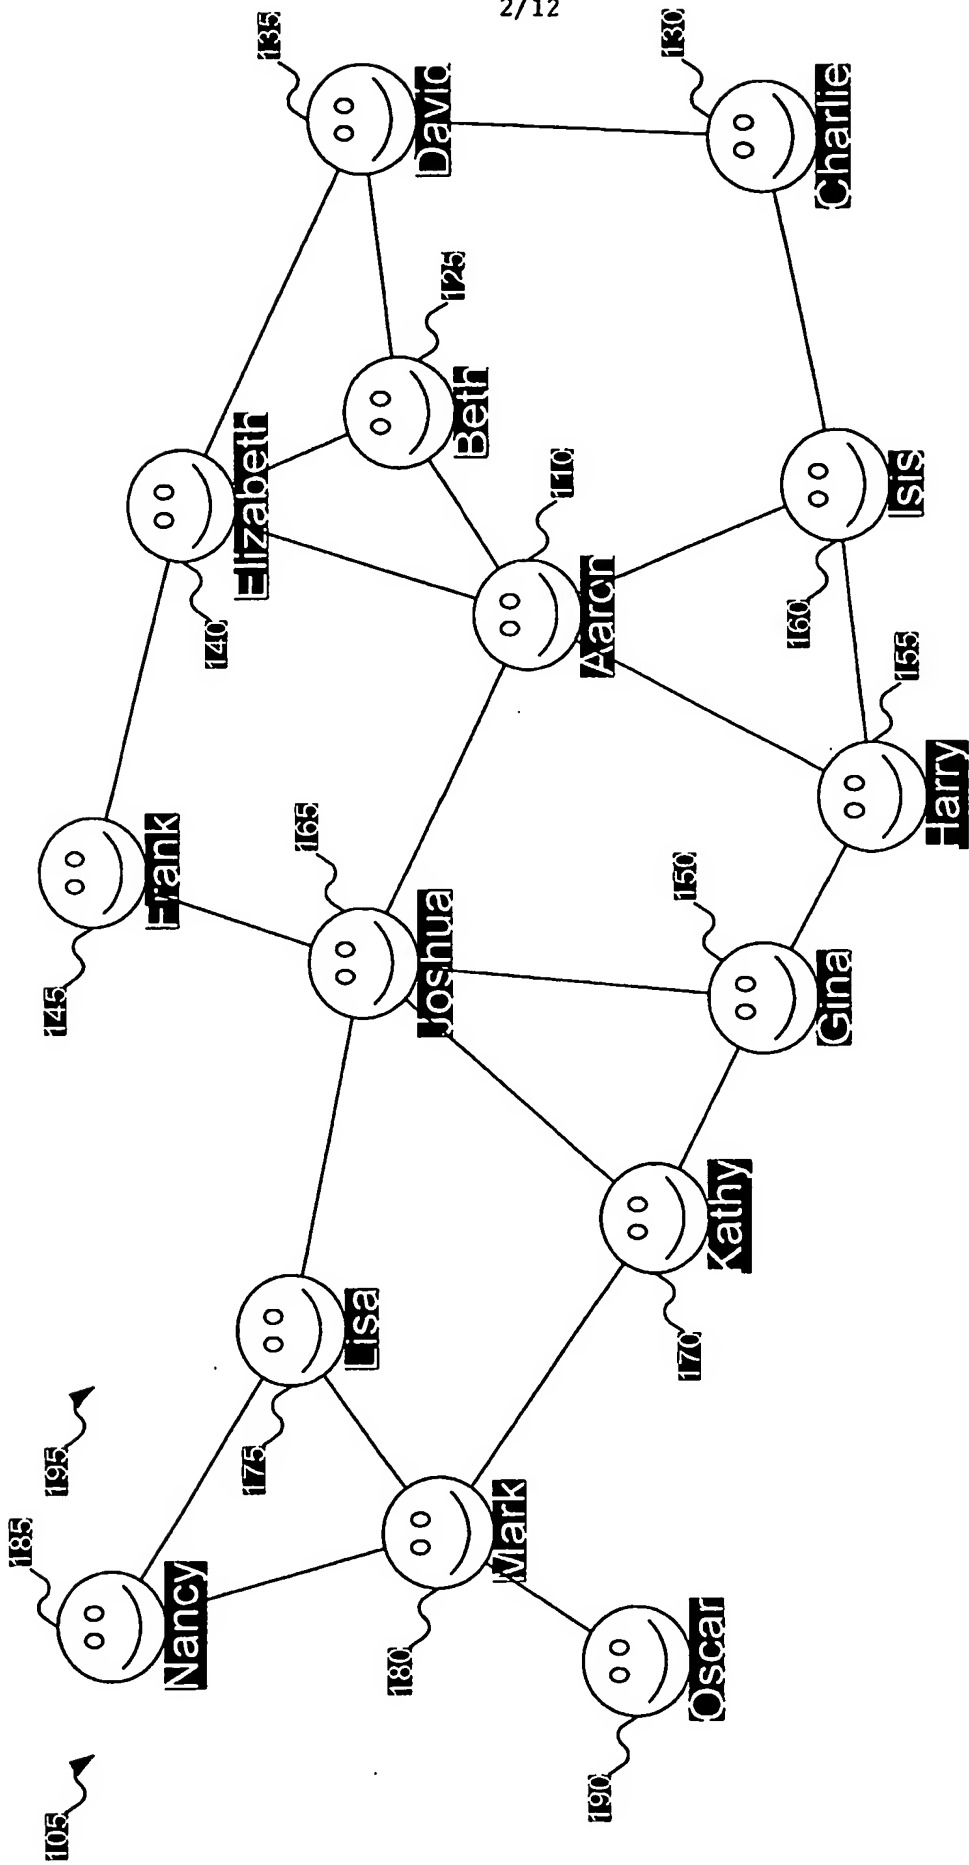 2/12
105
185
Nancy
195
180
Mark
190
Oscar
175
Lisa
170
Kathy
145
Frank
165
Joshua
150
Gina
155
Harry
140
Elizabeth
110
Aaron
160
Isis
125
Beth
135
David
130
Charlie